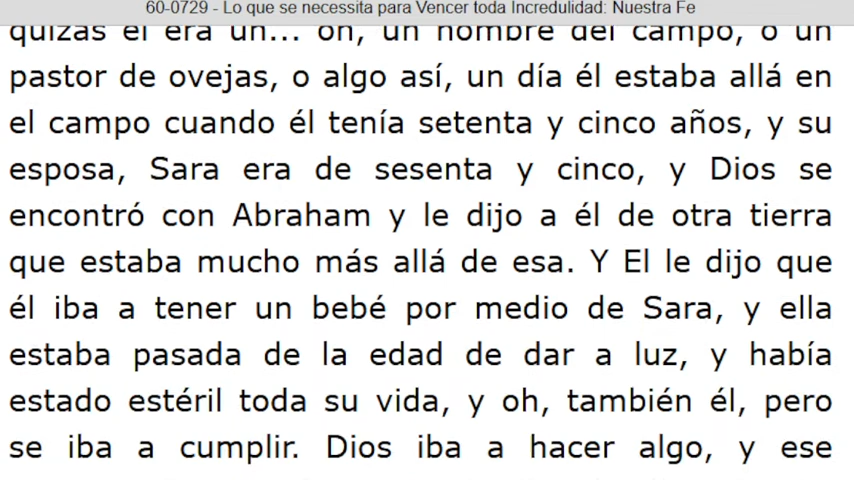 60-0729 - Lo que se necessita para Vencer toda Incredulidad: Nuestra Fe
quizás él era un... oh, un hombre del campo, o un
pastor de ovejas, o algo así, un día él estaba allá en
el campo cuando él tenía setenta y cinco años, y su
esposa, Sara era de sesenta y cinco, y Dios se
encontró con Abraham y le dijo a él de otra tierra
que estaba mucho más allá de esa. Y El le dijo que
él iba a tener un bebé por medio de Sara, y ella
estaba pasada de la edad de dar a luz, y había
estado estéril toda su vida, y oh, también él, pero
se iba a cumplir. Dios iba a hacer algo, y ese